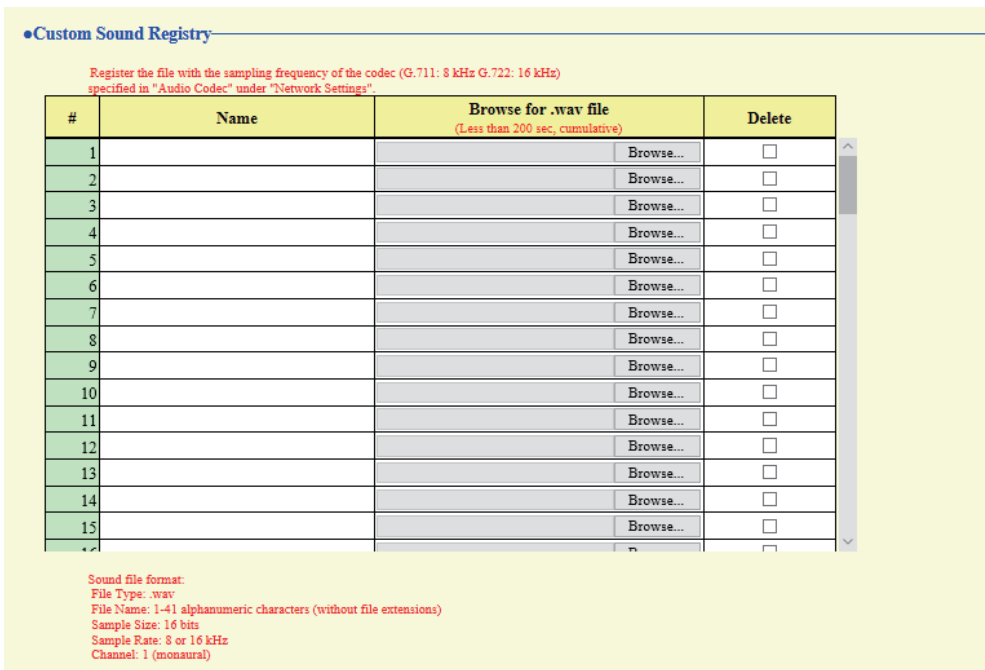 ●Custom Sound Registry
Register the file with the sampling frequency of the codec (G.711: 8 kHz G.722: 16 kHz)
specified in "Audio Codec" under "Network Settings".
# Name Browse for .wav file Delete
(Less than 200 sec, cumulative)
1 Browse...
2 Browse...
3 Browse...
4 Browse...
5 Browse...
6 Browse...
7 Browse...
8 Browse...
9 Browse...
10 Browse...
11 Browse...
12 Browse...
13 Browse...
14 Browse...
15 Browse...
Sound file format:
File Type: .wav
File Name: 1-41 alphanumeric characters (without file extensions)
Sample Size: 16 bits
Sample Rate: 8 or 16 kHz
Channel: 1 (monaural)